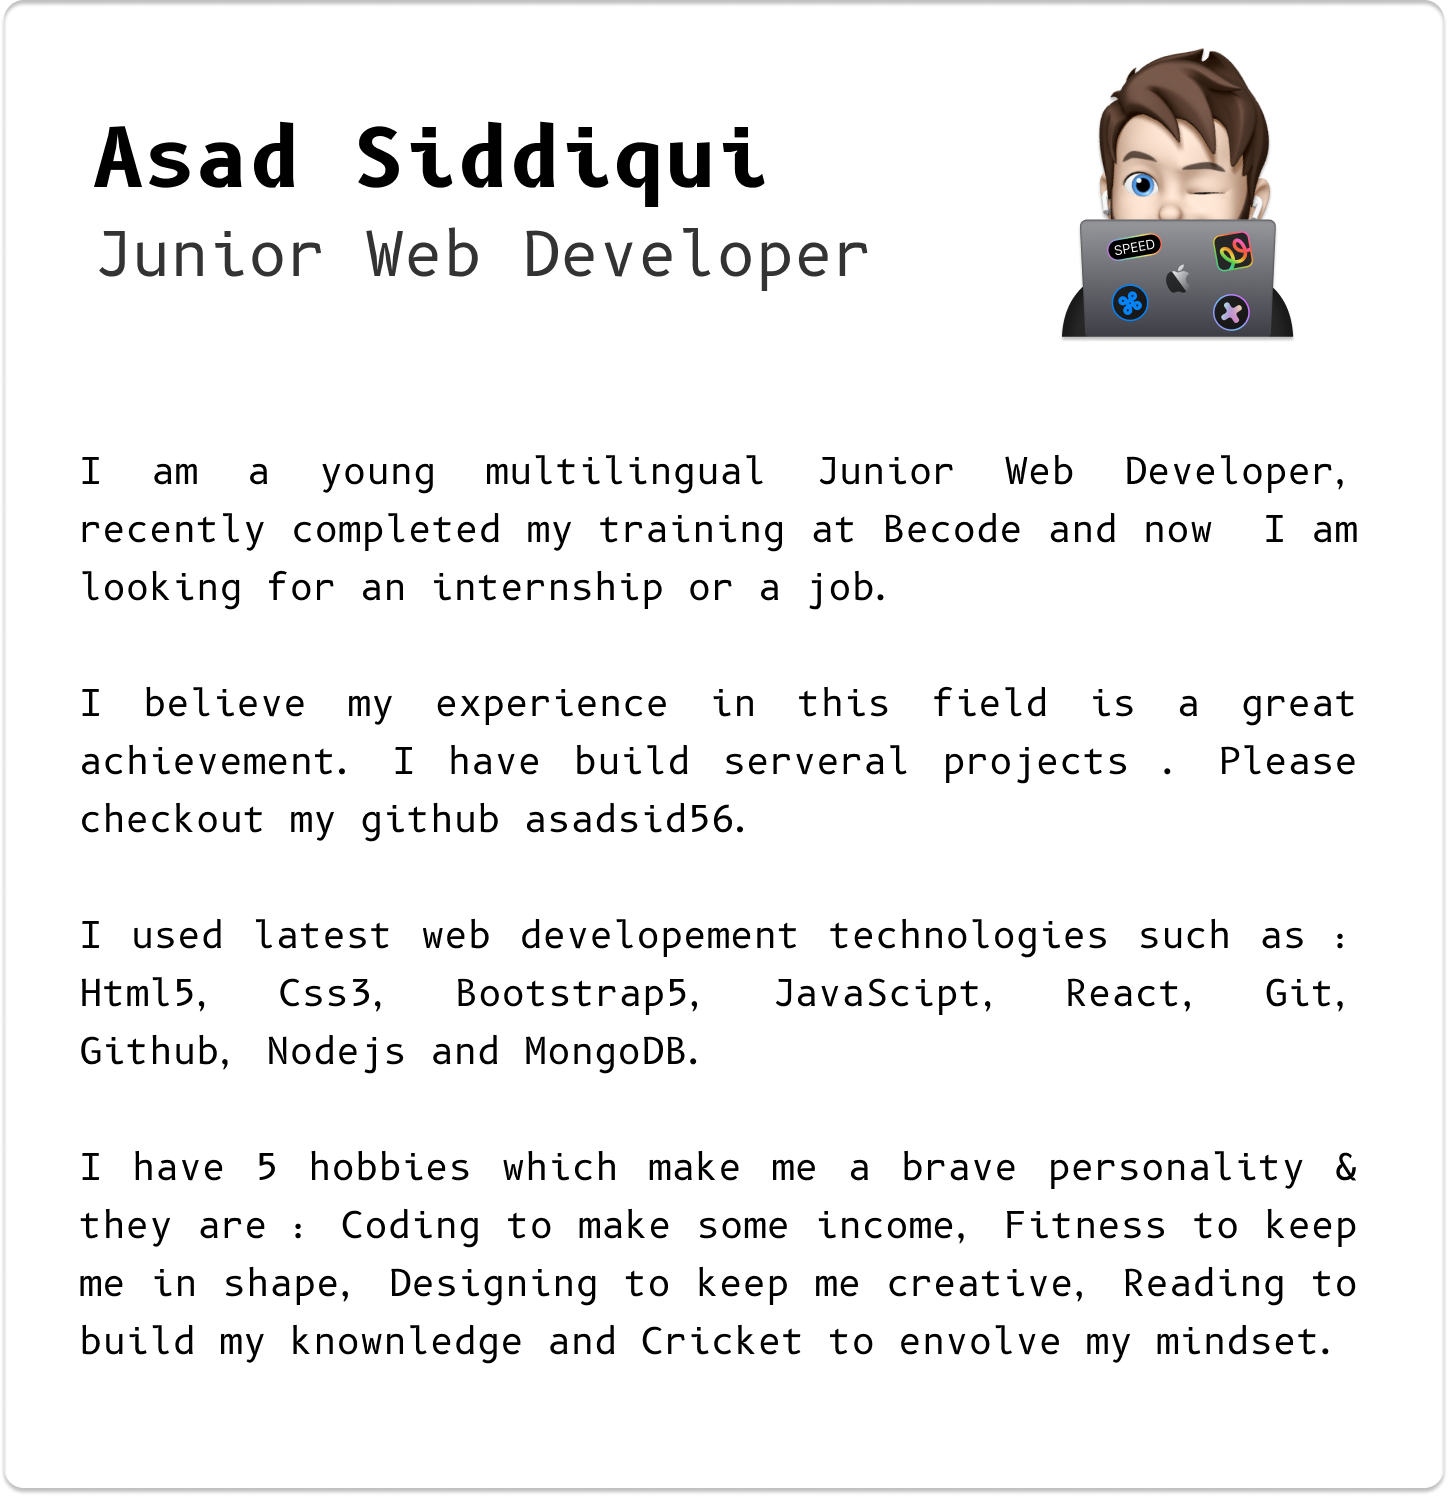 Asad Siddiqui
Junior Web Developer
SPEED
I am a young multilingual Junior Web Developer,
recently completed my training at Becode and now I am
looking for an internship or a job.
I believe my experience in this field is a great
achievement. I have build serveral projects . Please
checkout my github asadsid56.
I used latest web developement technologies such as :
Html5, Css3, Bootstrap5, JavaScipt, React, Git,
Github, Nodejs and MongoDB.
I have 5 hobbies which make me a brave personality &
they are : Coding to make some income, Fitness to keep
me in shape, Designing to keep me creative, Reading to
build my knownledge and Cricket to envolve my mindset.